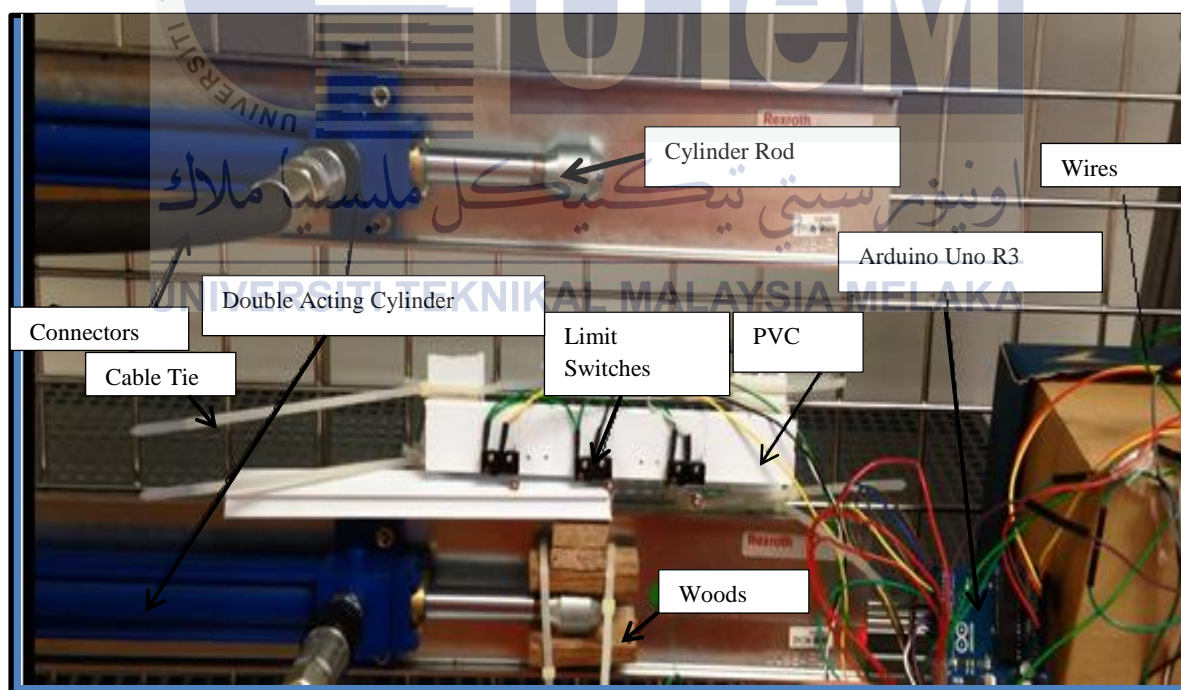 UTeM
UNIVERSITI
Rexroth
Cylinder Rod
Wires
اونيۏرسيتي تيكنيكل مليسيا ملاك
Arduino Uno R3
Double Acting Cylinder
UNIVERSITI TEKNIKAL MALAYSIA MELAKA
Connectors
Limit
Switches
PVC
Cable Tie
Rexroth
Woods